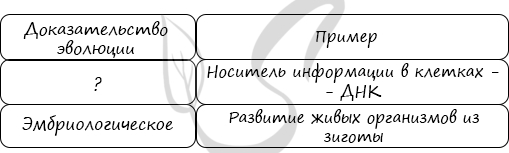 Доказательство
эволюции
Пример
?
Носитель информации в клетках -
- ДНК
Эмбриологическое
Развитие живых организмов из
зиготы